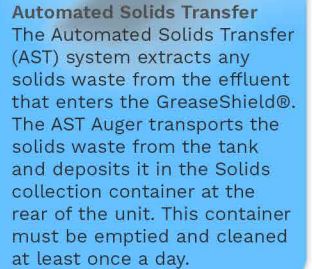 Automated Solids Transfer
The Automated Solids Transfer
(AST) system extracts any
solids waste from the effluent
that enters the GreaseShield®.
The AST Auger transports the
solids waste from the tank
and deposits it in the Solids
collection container at the
rear of the unit. This container
must be emptied and cleaned
at least once a day.